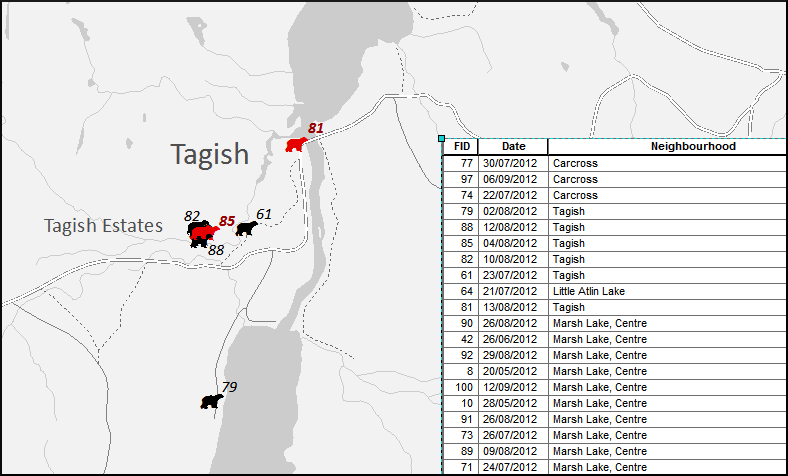 81
Tagish
82
85
61
Tagish Estates
88
79
FID Date Neighbourhood
77 30/07/2012 Carcross
97 06/09/2012 Carcross
74 22/07/2012 Carcross
79 02/08/2012 Tagish
88 12/08/2012 Tagish
85 04/08/2012 Tagish
82 10/08/2012 Tagish
61 23/07/2012 Tagish
64 21/07/2012 Little Atlin Lake
81 13/08/2012 Tagish
90 26/08/2012 Marsh Lake, Centre
42 26/06/2012 Marsh Lake, Centre
92 29/08/2012 Marsh Lake, Centre
8 20/05/2012 Marsh Lake, Centre
100 12/09/2012 Marsh Lake, Centre
10 28/05/2012 Marsh Lake, Centre
91 26/08/2012 Marsh Lake, Centre
73 26/07/2012 Marsh Lake, Centre
89 09/08/2012 Marsh Lake, Centre
71 24/07/2012 Marsh Lake, Centre